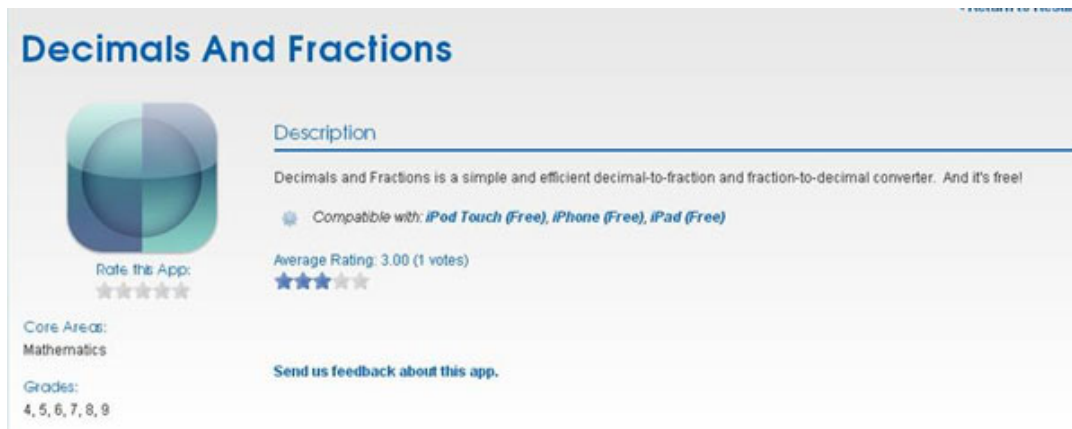 Decimals And Fractions
Description
Decimals and Fractions is a simple and efficient decimal-to-fraction and fraction-to-decimal converter. And it's free!
Compatible with: iPod Touch (Free), iPhone (Free), iPad (Free)
Rate this App:
Average Rating: 3.00 (1 votes)
Core Areas:
Mathematics
Send us feedback about this app.
Grades:
4, 5, 6, 7, 8, 9